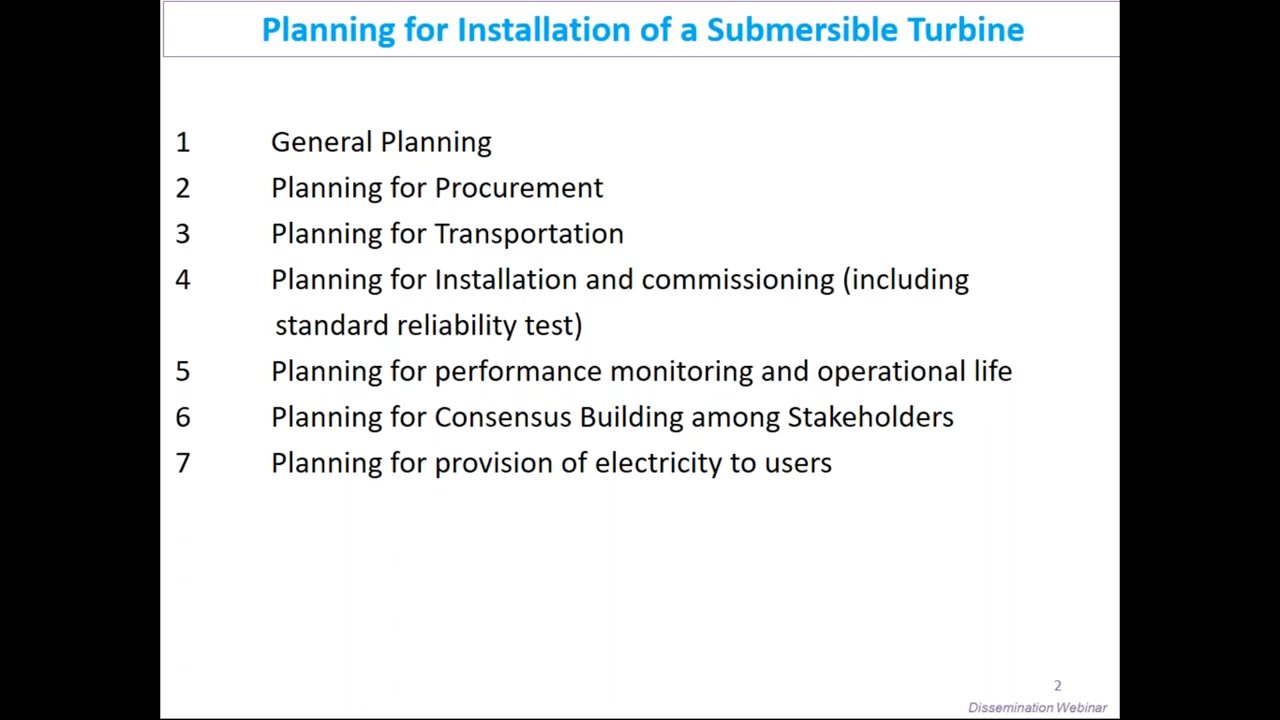 Planning for Installation of a Submersible Turbine
1 General Planning
2 Planning for Procurement
3 Planning for Transportation
4 Planning for Installation and commissioning (including
standard reliability test)
5 Planning for performance monitoring and operational life
6 Planning for Consensus Building among Stakeholders
7 Planning for provision of electricity to users
2
Dissemination Webinar